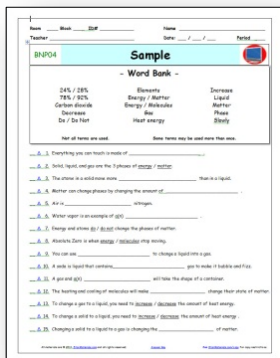 Room Week ID# Name
Teacher Date: / / Period
BNP04
Sample
- Word Bank -
24% / 28% Elements Increase
78% / 92% Energy / Matter Liquid
Carbon dioxide Energy / Molecules Matter
Decrease Gas Phase
Do / Do Not Heat energy Slowly
Not all terms are used. Some terms may be used more than once.
A 1. Everything you can touch is made of
A 2. Solid, liquid, and gas are the 3 phases of energy / matter.
A 3. The atoms in a solid move more than in a liquid.
A 4. Matter can change phases by changing the amount of .
A 5. Air is nitrogen.
A 6. Water vapor is an example of a(n) .
A 7. Energy and atoms do / do not change the phases of matter.
A 8. Absolute Zero is when energy / molecules stop moving.
A 9. You can use to change a liquid into a gas.
A 10. A soda is liquid that contains gas to make it bubble and fizz.
A 11. A gas and a(n) will take the shape of a container.
A 12. The heating and cooling of molecules will make change their state of matter.
A 13. To change a gas to a liquid, you need to increase / decrease the amount of heat energy.
A 14. To change a solid to a liquid, you need to increase / decrease the amount of heat energy.
A 15. Changing a solid to a liquid to a gas is changing the of matter.